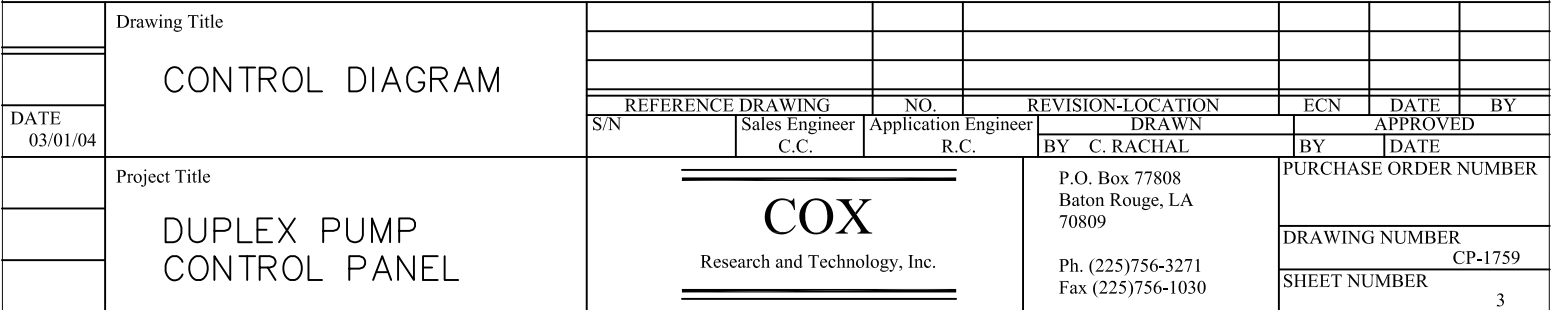 Drawing Title
CONTROL DIAGRAM
DATE
03/01/04
REFERENCE DRAWING NO. REVISION-LOCATION ECN DATE BY
S/N Sales Engineer Application Engineer DRAWN APPROVED
C.C. R.C. BY C. RACHAL BY DATE
Project Title
DUPLEX PUMP
CONTROL PANEL
COX
Research and Technology, Inc.
P.O. Box 77808
Baton Rouge, LA
70809
Ph. (225)756-3271
Fax (225)756-1030
PURCHASE ORDER NUMBER
DRAWING NUMBER
CP-1759
SHEET NUMBER
3